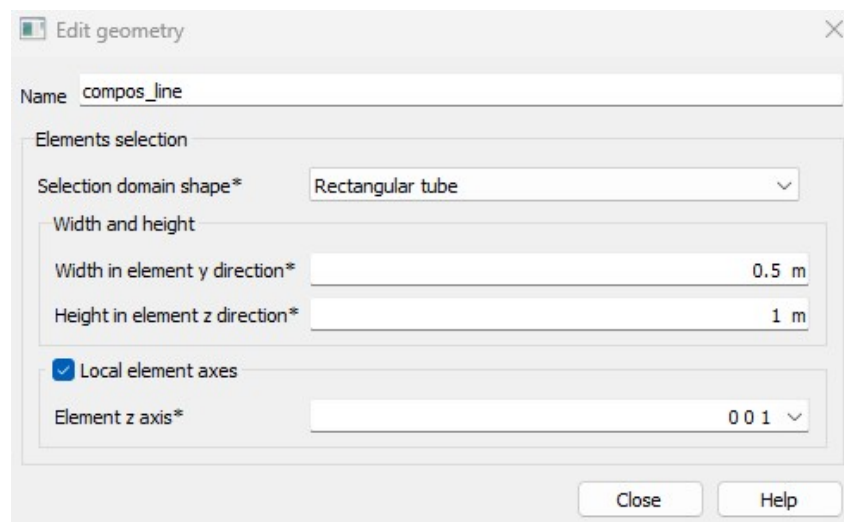 Edit geometry
Name compos_line
Elements selection
Selection domain shape* Rectangular tube
Width and height
Width in element y direction* 0.5 m
Height in element z direction* 1 m
Local element axes
Element z axis* 0 0 1
Close Help